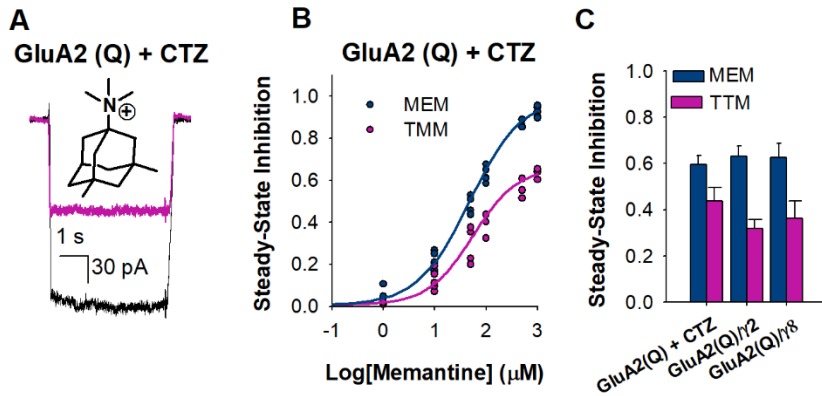 A
GluA2 (Q) + CTZ
N
⊕
1 s
30 pA
B
GluA2 (Q) + CTZ
MEM
TMM
Steady-State Inhibition
1.0
0.8
0.6
0.4
0.2
0.0
-1 0 1 2 3
Log[Memantine] (μM)
C
MEM
TTM
Steady-State Inhibition
1.0
0.8
0.6
0.4
0.2
0.0
GluA2(Q) + CTZ
GluA2(Q)/γ2
GluA2(Q)/γ8